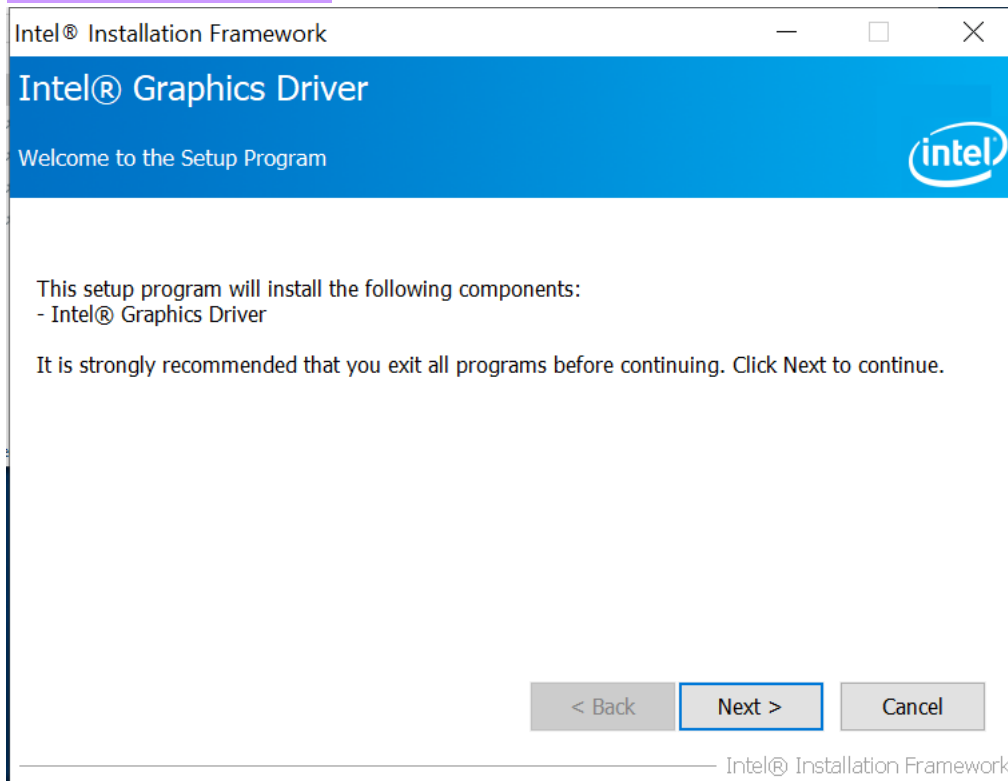 Intel® Installation Framework
Intel® Graphics Driver
Welcome to the Setup Program
intel
This setup program will install the following components:
- Intel® Graphics Driver
It is strongly recommended that you exit all programs before continuing. Click Next to continue.
< Back
Next >
Cancel
Intel® Installation Framework